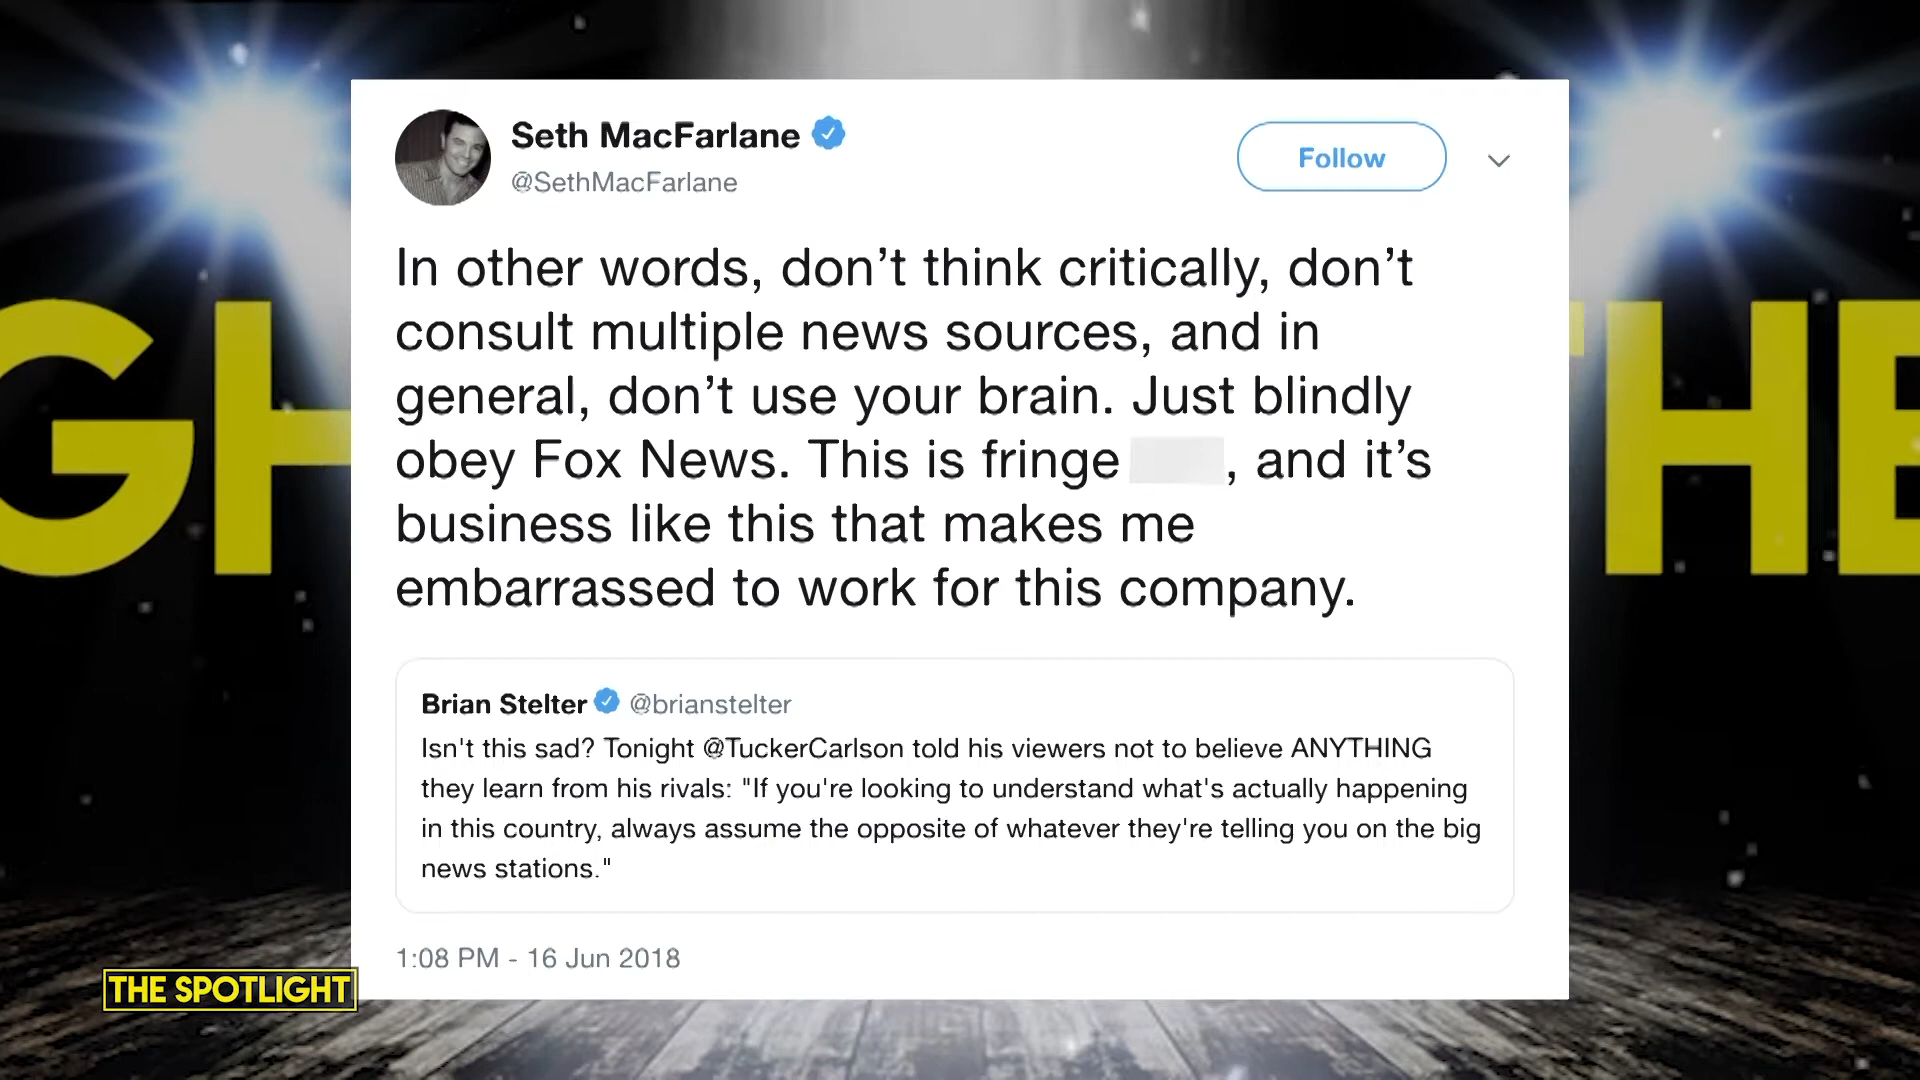 Seth MacFarlane
@SethMacFarlane
Follow
In other words, don’t think critically, don’t
consult multiple news sources, and in
general, don’t use your brain. Just blindly
obey Fox News. This is fringe , and it’s
business like this that makes me
embarrassed to work for this company.
Brian Stelter @brianstelter
Isn't this sad? Tonight @TuckerCarlson told his viewers not to believe ANYTHING
they learn from his rivals: "If you're looking to understand what's actually happening
in this country, always assume the opposite of whatever they're telling you on the big
news stations."
1:08 PM - 16 Jun 2018
THE SPOTLIGHT
GH
THE